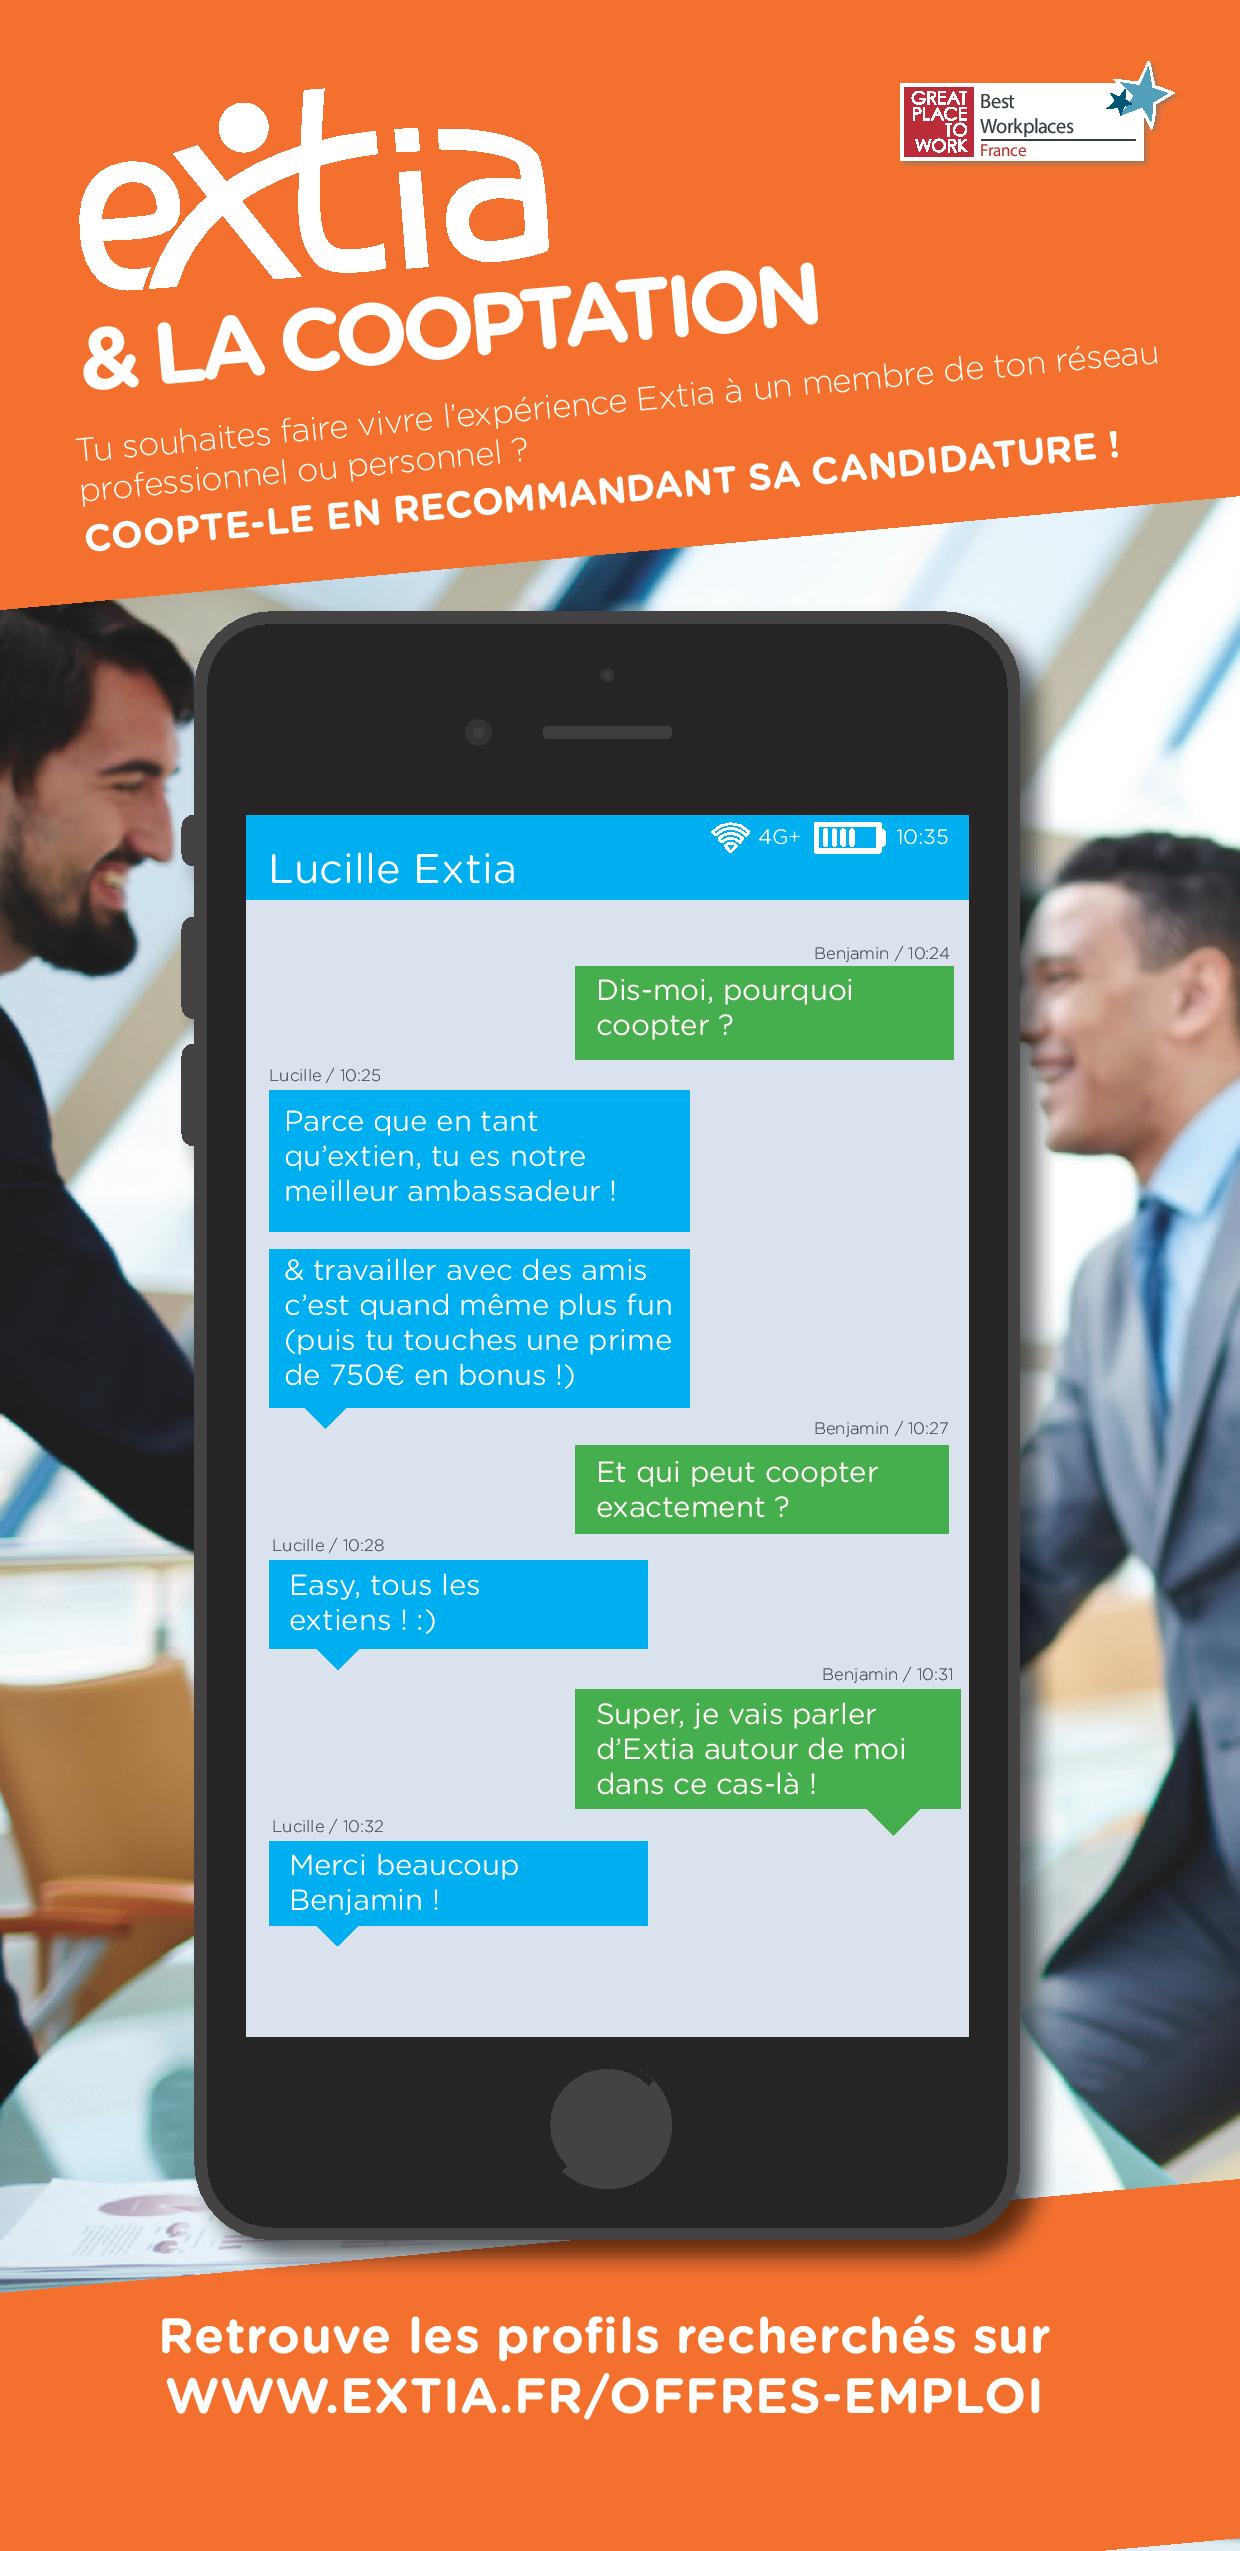 extia
GREAT
PLACE
TO
WORK
Best
Workplaces
France
& LA COOPTATION
Tu souhaites faire vivre l'expérience Extia à un membre de ton réseau
professionnel ou personnel ?
COOPTE-LE EN RECOMMANDANT SA CANDIDATURE !
4G+ 10:35
Lucille Extia
Benjamin / 10:24
Dis-moi, pourquoi
coopter ?
Lucille / 10:25
Parce que en tant
qu'extien, tu es notre
meilleur ambassadeur !
& travailler avec des amis
c'est quand même plus fun
(puis tu touches une prime
de 750€ en bonus !)
Benjamin / 10:27
Et qui peut coopter
exactement ?
Lucille / 10:28
Easy, tous les
extiens ! :)
Benjamin / 10:31
Super, je vais parler
d'Extia autour de moi
dans ce cas-là !
Lucille / 10:32
Merci beaucoup
Benjamin !
Retrouve les profils recherchés sur
WWW.EXTIA.FR/OFFRES-EMPLOI